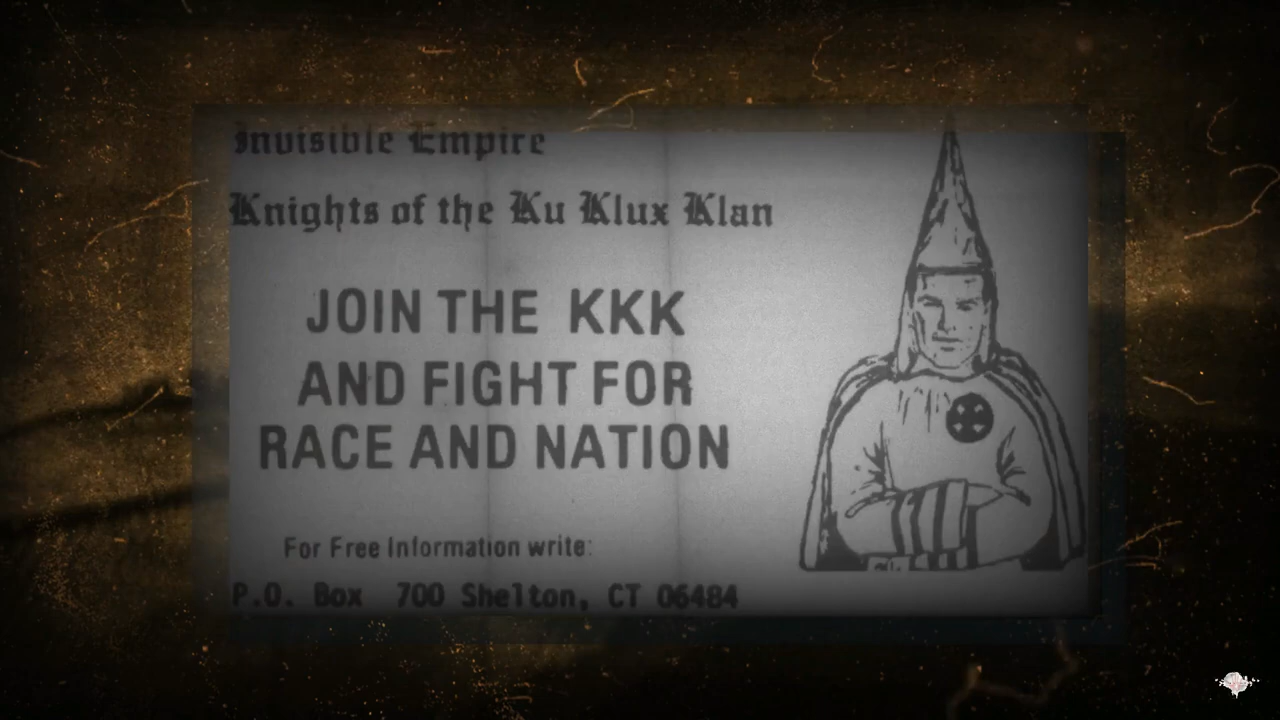 Invisible Empire
Knights of the Ku Klux Klan
JOIN THE KKK
AND FIGHT FOR
RACE AND NATION
For Free Information write:
P.O. Box 700 Shelton, CT 06484